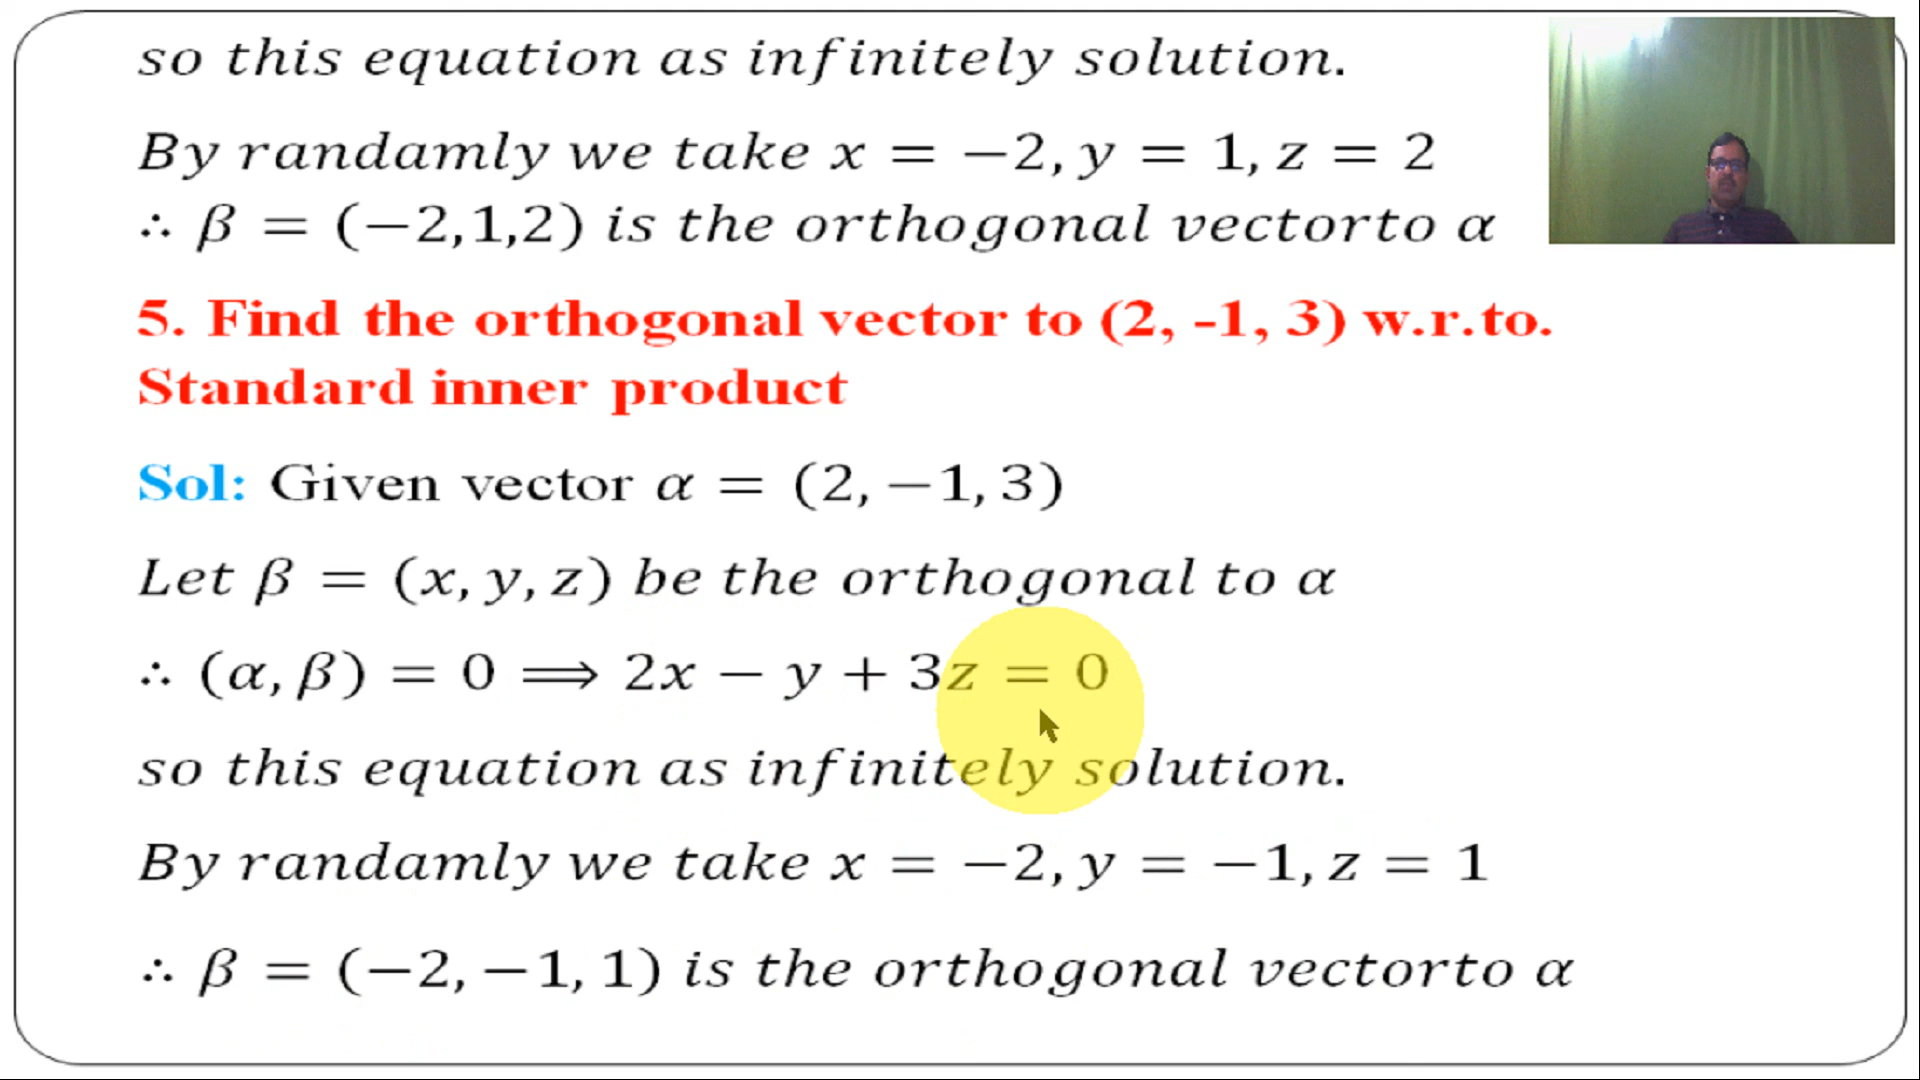 so this equation as infinitely solution.
By randamly we take x = −2, y = 1, z = 2
∴ β = (−2,1,2) is the orthogonal vectorto α
5. Find the orthogonal vector to (2, -1, 3) w.r.to.
Standard inner product
Sol: Given vector α = (2, −1, 3)
Let β = (x, y, z) be the orthogonal to α
∴ (α, β) = 0 ⟹ 2x − y + 3z = 0
so this equation as infinitely solution.
By randamly we take x = −2, y = −1, z = 1
∴ β = (−2, −1, 1) is the orthogonal vectorto α